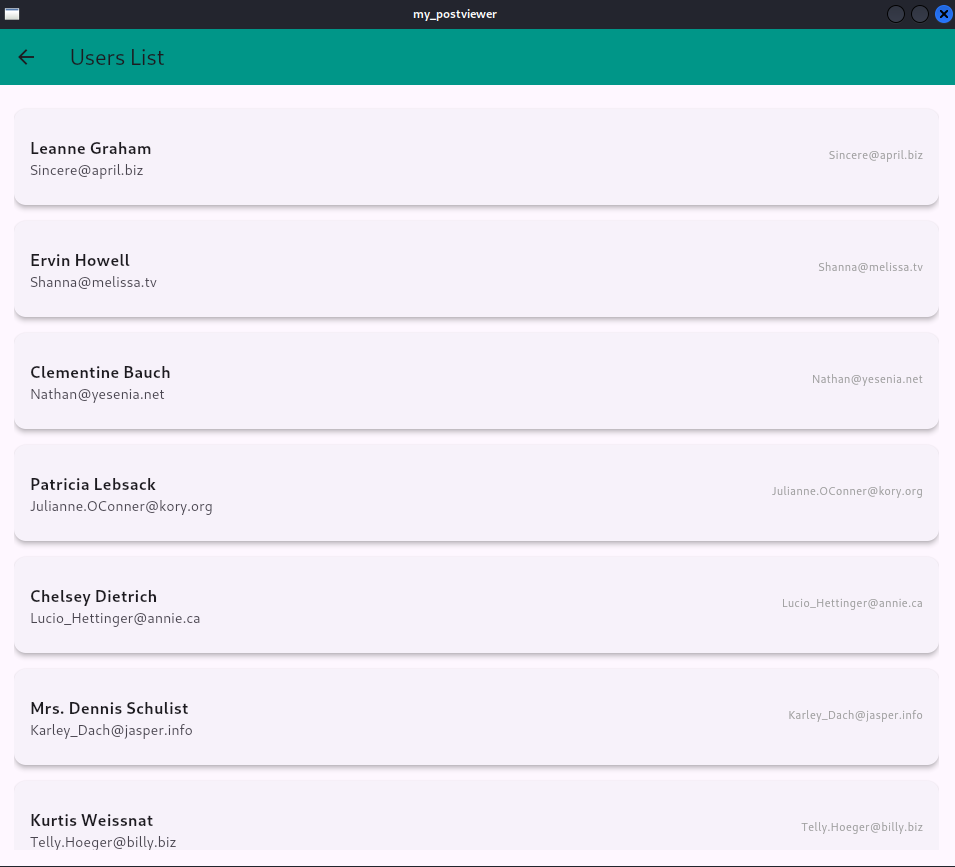 my_postviewer
Users List
Leanne Graham
Sincere@april.biz
Sincere@april.biz
Ervin Howell
Shanna@melissa.tv
Shanna@melissa.tv
Clementine Bauch
Nathan@yesenia.net
Nathan@yesenia.net
Patricia Lebsack
Julianne.OConner@kory.org
Julianne.OConner@kory.org
Chelsey Dietrich
Lucio_Hettinger@annie.ca
Lucio_Hettinger@annie.ca
Mrs. Dennis Schulist
Karley_Dach@jasper.info
Karley_Dach@jasper.info
Kurtis Weissnat
Telly.Hoeger@billy.biz
Telly.Hoeger@billy.biz